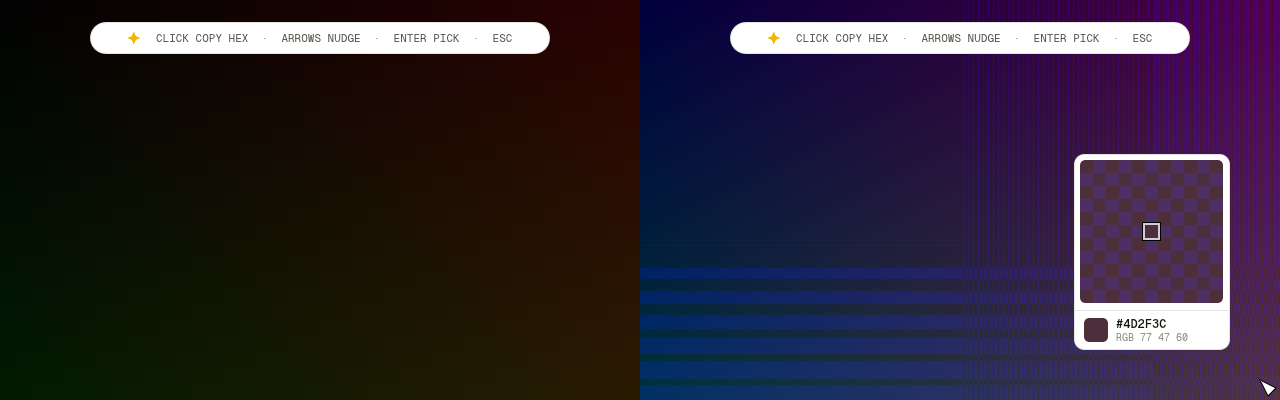 CLICK COPY HEX · ARROWS NUDGE · ENTER PICK · ESC
CLICK COPY HEX · ARROWS NUDGE · ENTER PICK · ESC
#4D2F3C
RGB 77 47 60